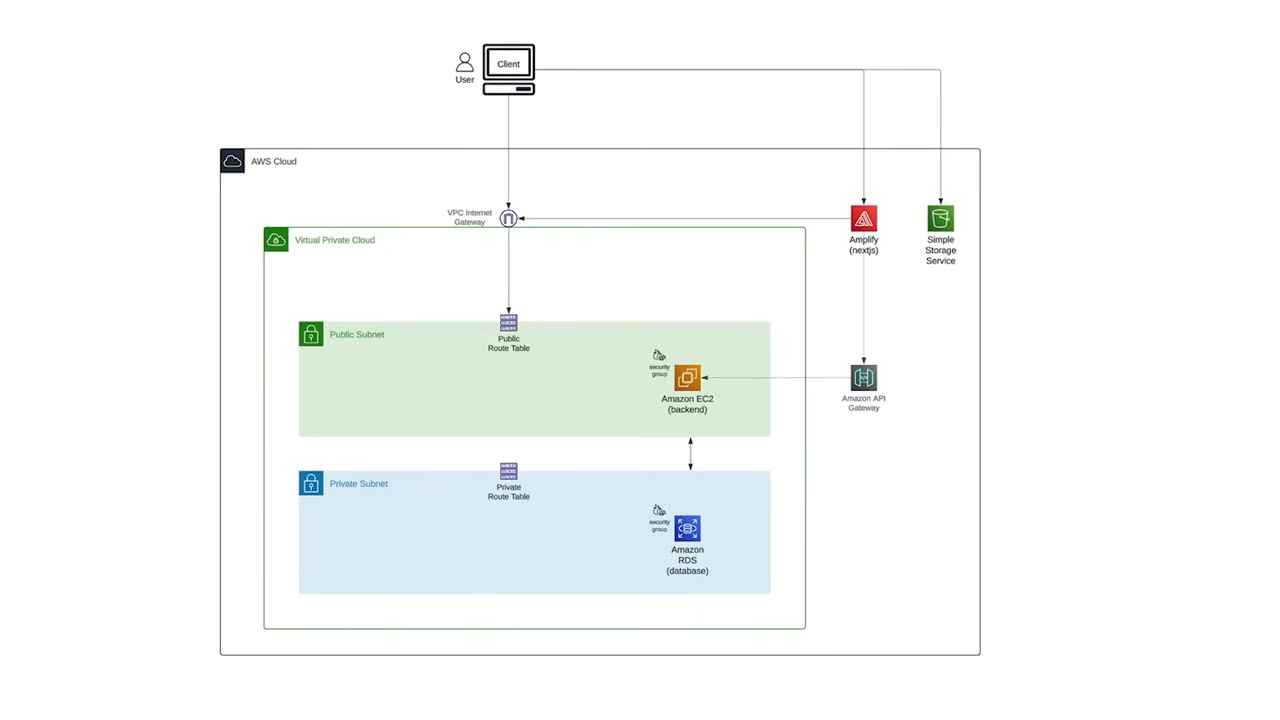 Client
User
AWS Cloud
VPC Internet
Gateway
Virtual Private Cloud
Amplify
(nextjs)
Simple
Storage
Service
Public Subnet
Public
Route Table
security
group
Amazon EC2
(backend)
Amazon API
Gateway
Private Subnet
Private
Route Table
security
group
Amazon
RDS
(database)